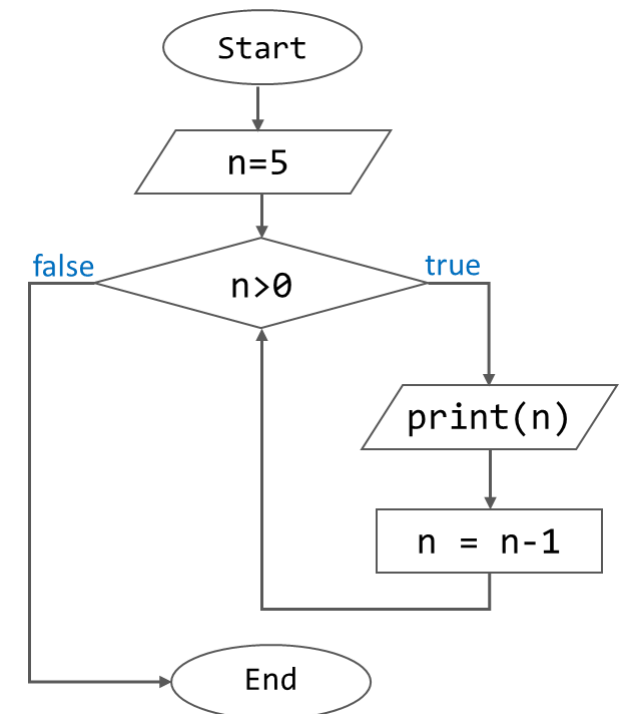 Start
n=5
false
n>0
true
print(n)
n = n-1
End